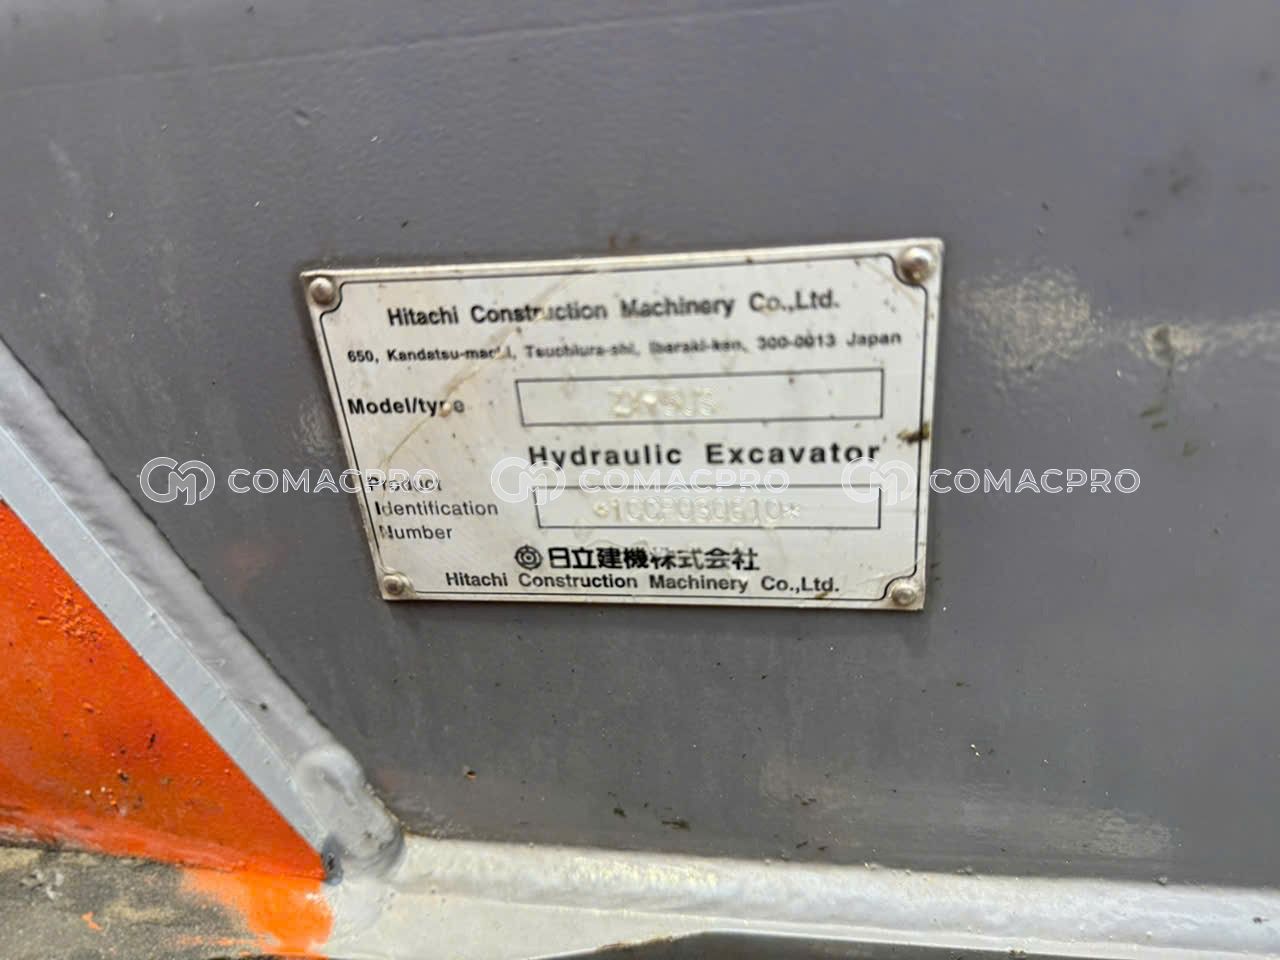 Hitachi Construction Machinery Co.,Ltd.
650, Kandatsu-machi, Tsuchiura-shi, Ibaraki-ken, 300-0013 Japan
Model/type
Hydraulic Excavator
COMACPRO COMACPRO COMACPRO
Product
Identification
Number
日立建機株式会社
Hitachi Construction Machinery Co.,Ltd.